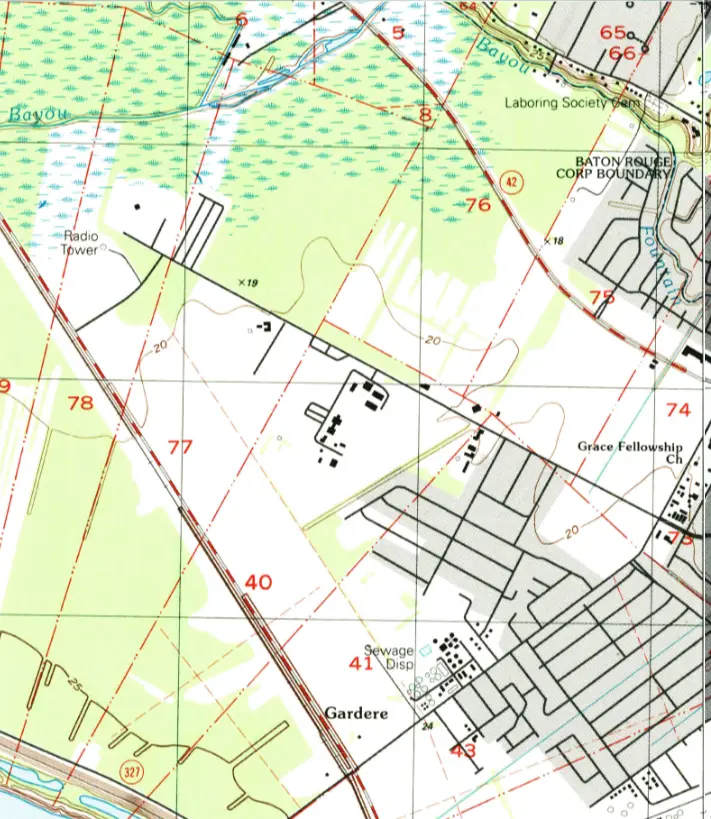 6
5
64
65
66
Bayou
25
Laboring Society Cem
Bayou
8
BATON ROUGE
CORP BOUNDARY
42
76
Radio
Tower
×18
Fountain
×19
75
20
20
9
78
74
77
Grace Fellowship
Ch
20
73
40
Sewage
Disp
41
25
Gardere
24
43
327